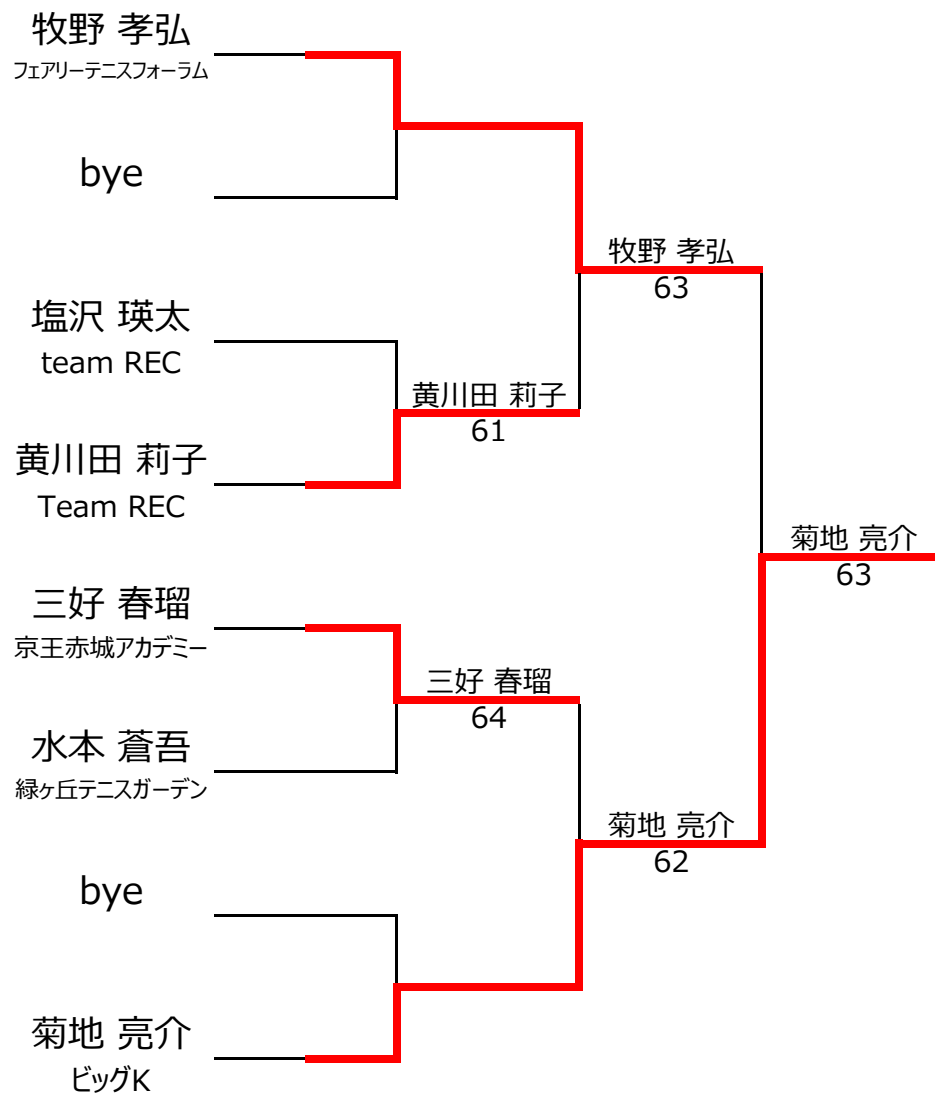 牧野 孝弘
フェアリーテニスフォーラム
bye
塩沢 瑛太
team REC
黄川田 莉子
Team REC
三好 春瑠
京王赤城アカデミー
水本 蒼吾
緑ヶ丘テニスガーデン
bye
菊地 亮介
ビッグK
黄川田 莉子
61
三好 春瑠
64
牧野 孝弘
63
菊地 亮介
62
菊地 亮介
63